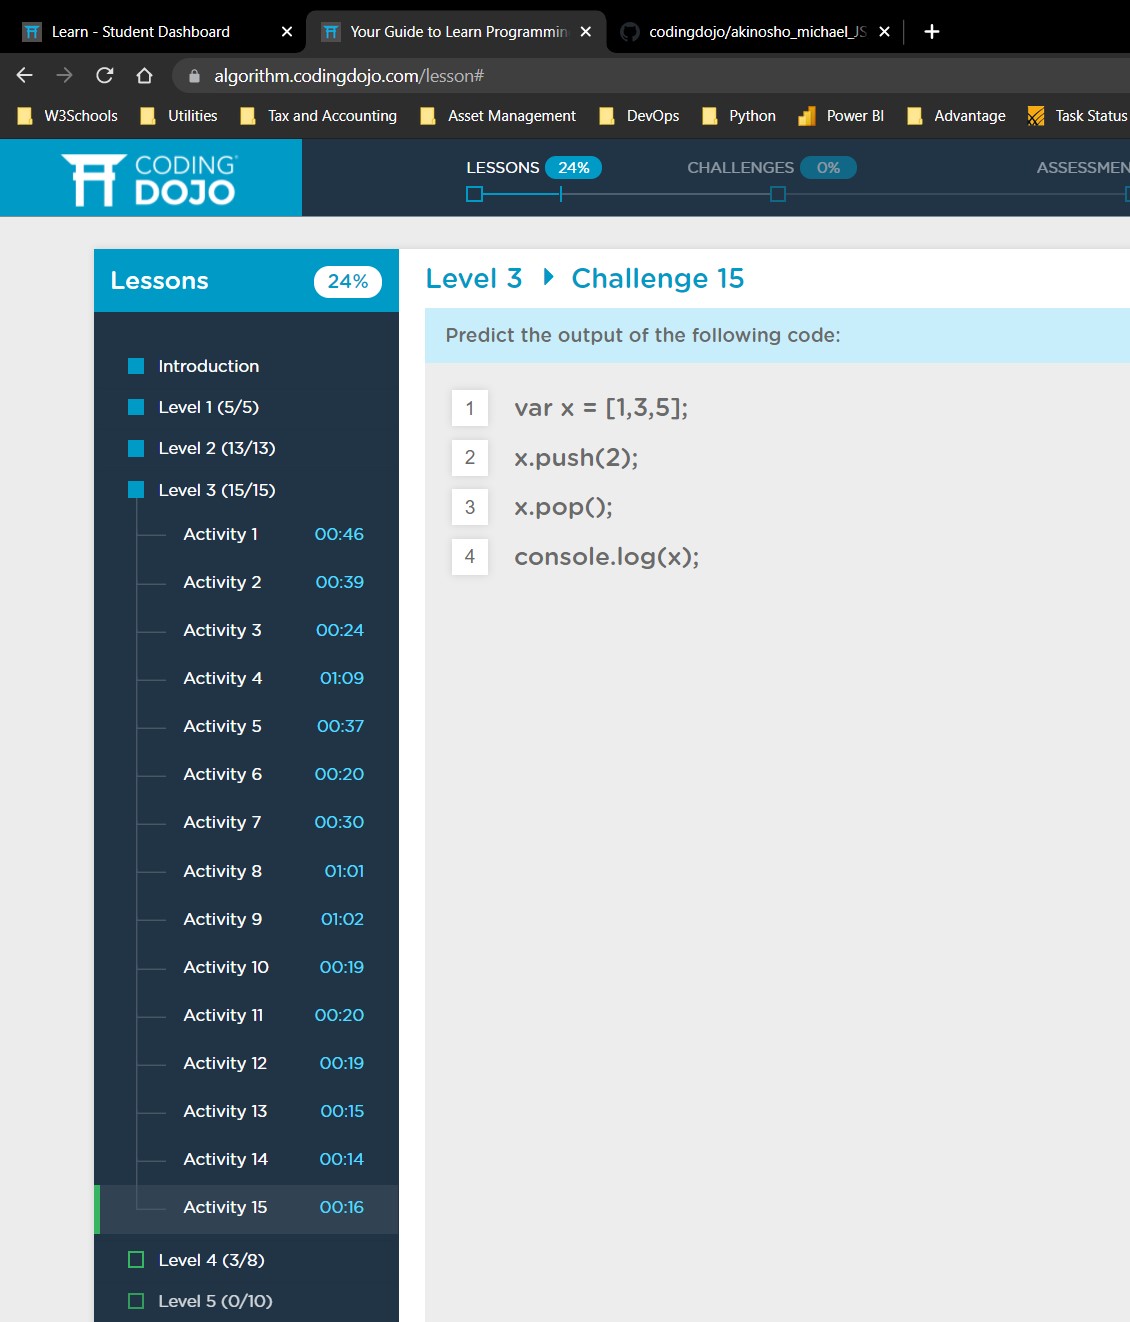 Learn - Student Dashboard
Your Guide to Learn Programmin
codingdojo/akinosho_michael_JS
algorithm.codingdojo.com/lesson#
W3Schools Utilities Tax and Accounting Asset Management DevOps Python Power BI Advantage Task Status
CODING
DOJO
LESSONS 24% CHALLENGES 0% ASSESSMEN
Lessons 24%
Introduction
Level 1 (5/5)
Level 2 (13/13)
Level 3 (15/15)
Activity 1 00:46
Activity 2 00:39
Activity 3 00:24
Activity 4 01:09
Activity 5 00:37
Activity 6 00:20
Activity 7 00:30
Activity 8 01:01
Activity 9 01:02
Activity 10 00:19
Activity 11 00:20
Activity 12 00:19
Activity 13 00:15
Activity 14 00:14
Activity 15 00:16
Level 4 (3/8)
Level 5 (0/10)
Level 3 Challenge 15
Predict the output of the following code:
1 var x = [1,3,5];
2 x.push(2);
3 x.pop();
4 console.log(x);